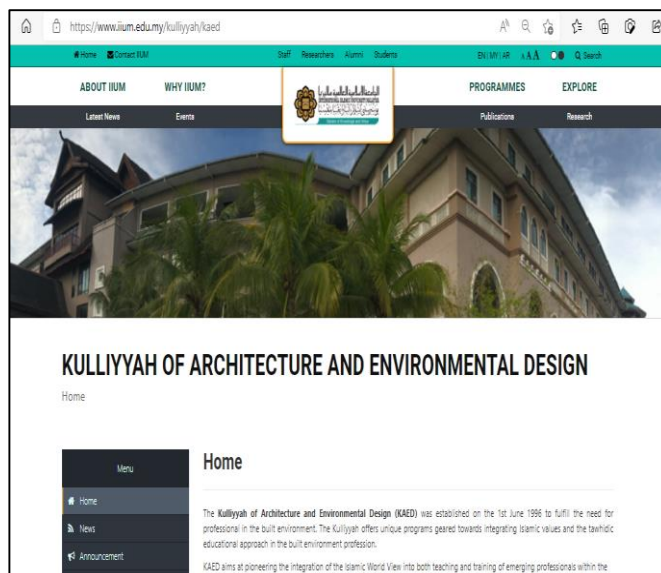 https://www.iium.edu.my/kulliyyah/kaed
Home Contact IIUM Staff Researchers Alumni Students EN | MY | AR A A A Search
ABOUT IIUM WHY IIUM? PROGRAMMES EXPLORE
Latest News Events Publications Research
KULLIYYAH OF ARCHITECTURE AND ENVIRONMENTAL DESIGN
Home
Menu
Home
News
Announcement
Home
The Kulliyyah of Architecture and Environmental Design (KAED) was established on the 1st June 1996 to fulfill the need for
professional in the built environment. The Kulliyyah offers unique programs geared towards integrating Islamic values and the tawhidic
educational approach in the built environment profession.
KAED aims at pioneering the integration of the Islamic World View into both teaching and training of emerging professionals within the